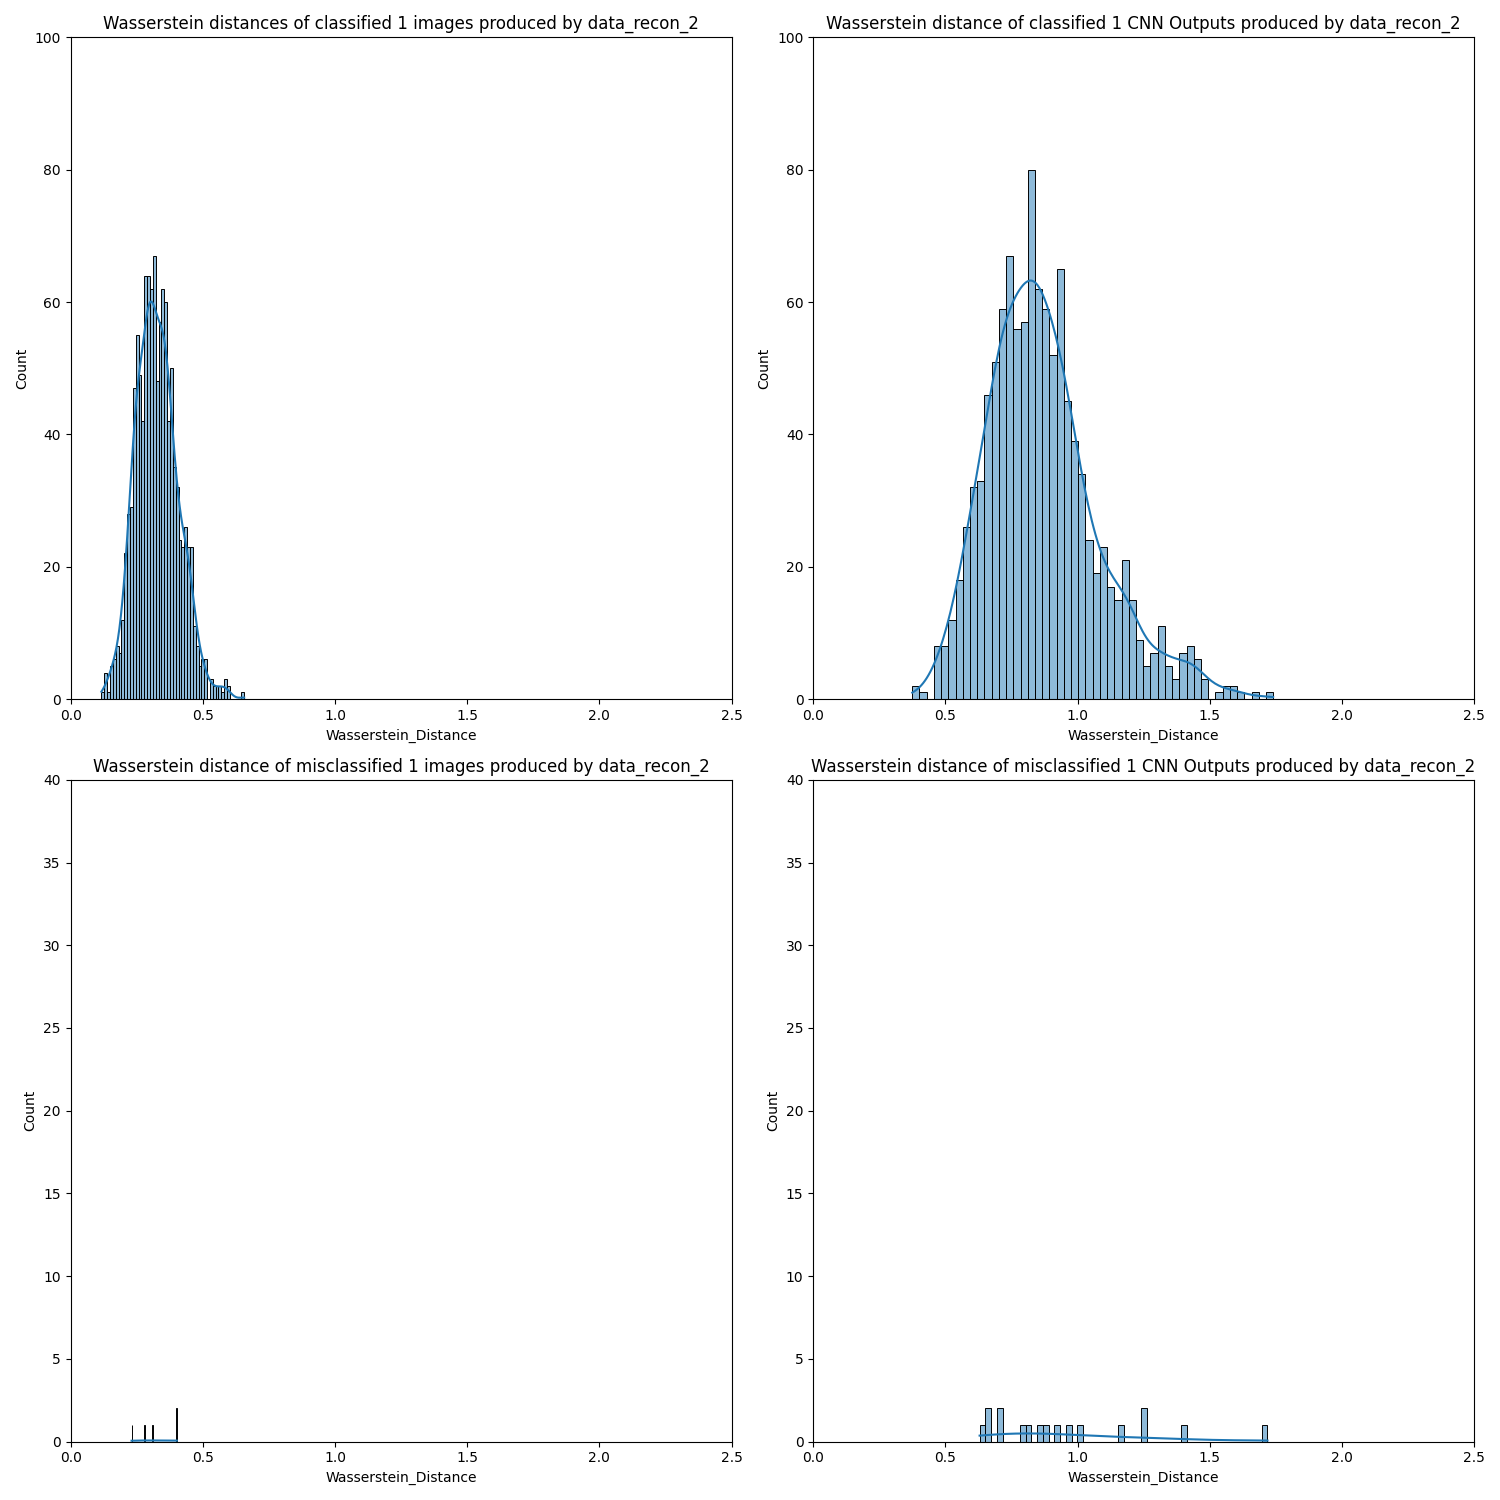 Wasserstein distances of classified 1 images produced by data_recon_2
100
80
60
40
20
0
Count
0.0 0.5 1.0 1.5 2.0 2.5
Wasserstein_Distance
Wasserstein distance of classified 1 CNN Outputs produced by data_recon_2
100
80
60
40
20
0
Count
0.0 0.5 1.0 1.5 2.0 2.5
Wasserstein_Distance
Wasserstein distance of misclassified 1 images produced by data_recon_2
40
35
30
25
20
15
10
5
0
Count
0.0 0.5 1.0 1.5 2.0 2.5
Wasserstein_Distance
Wasserstein distance of misclassified 1 CNN Outputs produced by data_recon_2
40
35
30
25
20
15
10
5
0
Count
0.0 0.5 1.0 1.5 2.0 2.5
Wasserstein_Distance